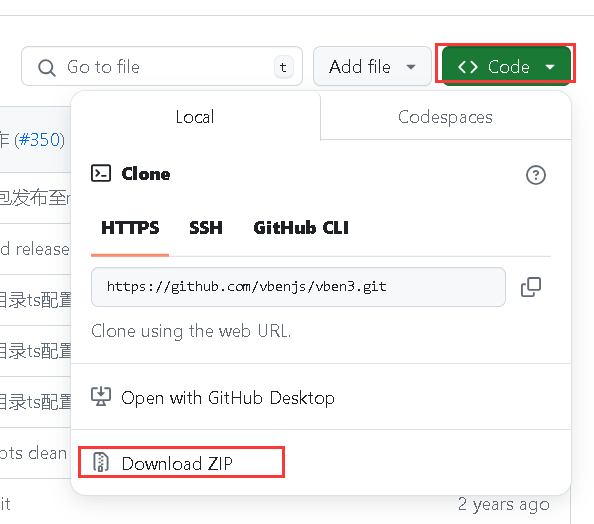 Go to file
t
Add file
Code
Local
Codespaces
作 (#350)
Clone
包发布至
HTTPS
SSH
GitHub CLI
d release
https://github.com/vbenjs/vben3.git
目录ts配置
Clone using the web URL.
目录ts配置
Open with GitHub Desktop
目录ts配置
ots clean
Download ZIP
it
2 years ago